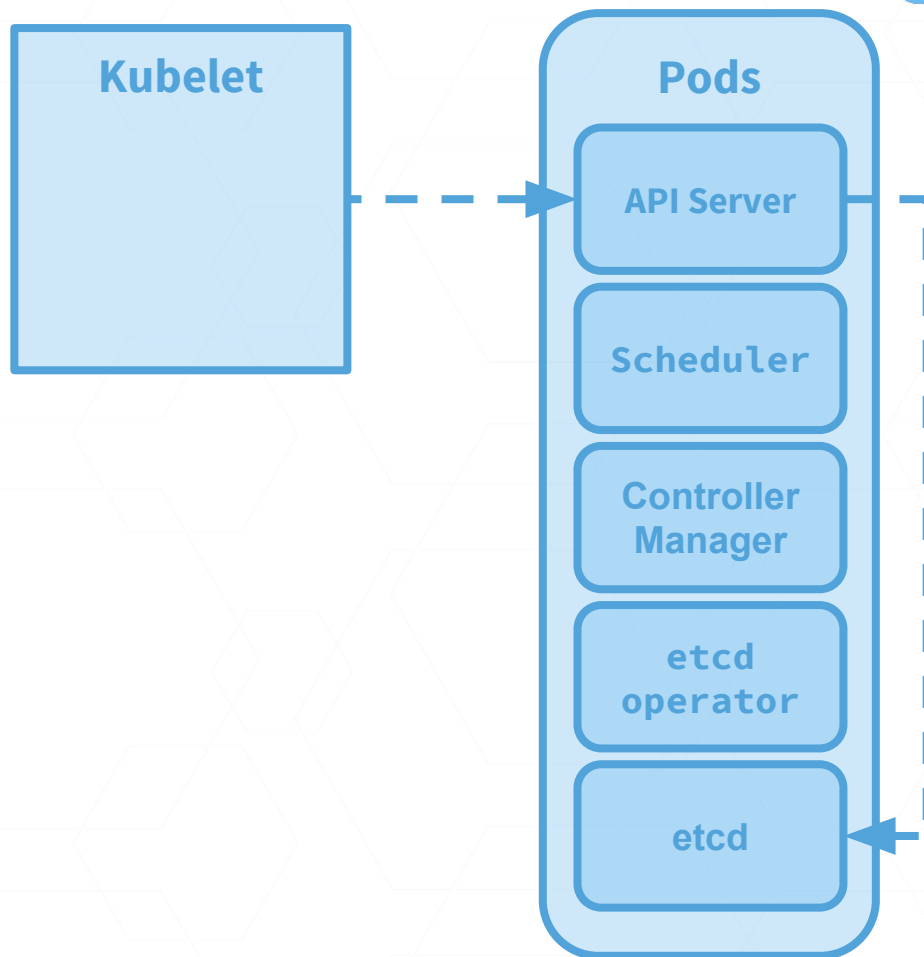 Kubelet
Pods
API Server
Scheduler
Controller
Manager
etcd
operator
etcd